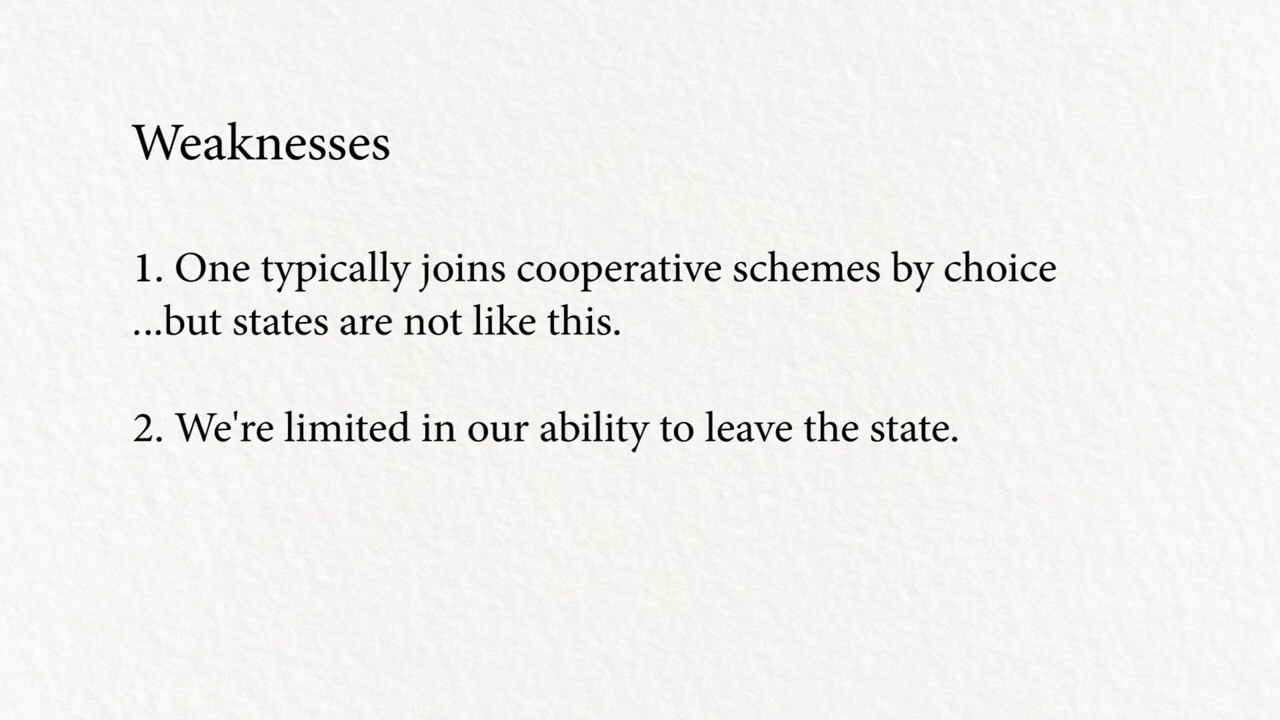 Weaknesses
1. One typically joins cooperative schemes by choice
...but states are not like this.
2. We're limited in our ability to leave the state.